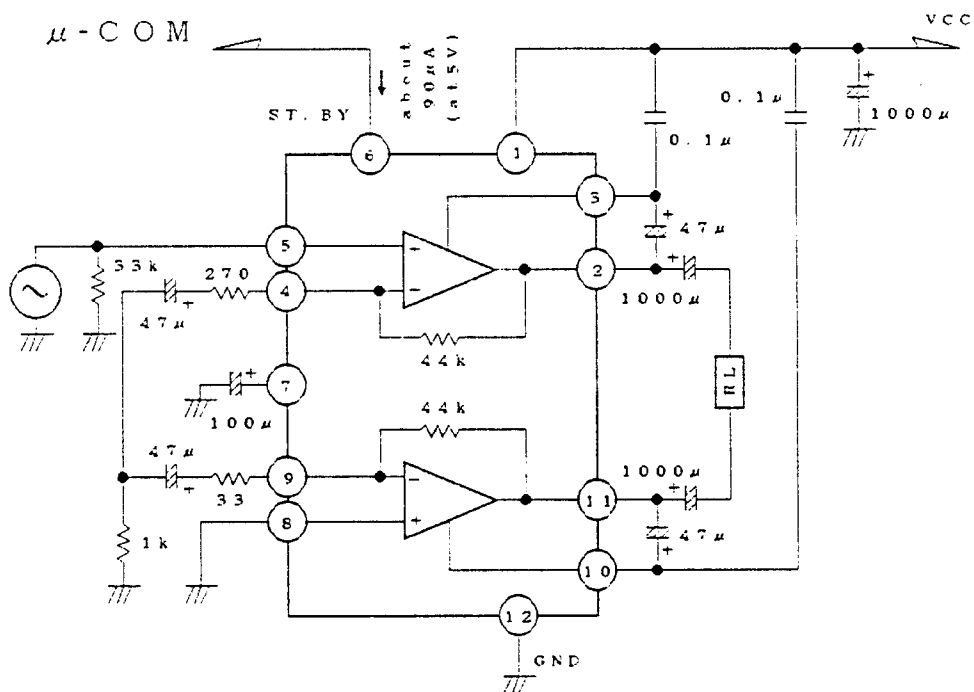 μ-COM
VCC
about
90μA
(at5V)
ST.BY
0.1μ
1000μ
6
1
0.1μ
3
47μ
5
+
2
33k
270
4
−
1000μ
47μ
44k
RL
7
100μ
44k
47μ
1000μ
9
−
33
11
8
+
47μ
1k
10
12
GND
+
+
+
+
+
+
+
+
+